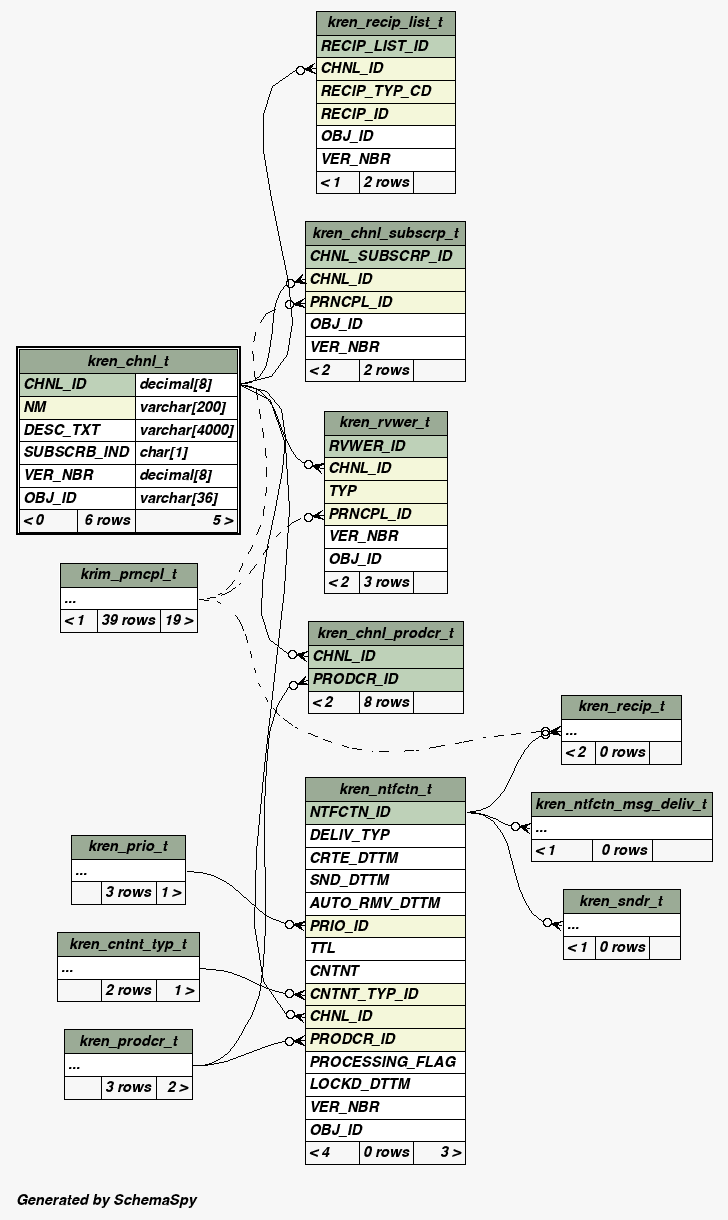 kren_recip_list_t
RECIP_LIST_ID
CHNL_ID
RECIP_TYP_CD
RECIP_ID
OBJ_ID
VER_NBR
< 1 2 rows
kren_chnl_subscrp_t
CHNL_SUBSCRP_ID
CHNL_ID
PRNCPL_ID
OBJ_ID
VER_NBR
< 2 2 rows
kren_chnl_t
CHNL_ID decimal[8]
NM varchar[200]
DESC_TXT varchar[4000]
SUBSCRB_IND char[1]
VER_NBR decimal[8]
OBJ_ID varchar[36]
< 0 6 rows 5 >
kren_rvwer_t
RVWER_ID
CHNL_ID
TYP
PRNCPL_ID
VER_NBR
OBJ_ID
< 2 3 rows
krim_prncpl_t
...
< 1 39 rows 19 >
kren_chnl_prodcr_t
CHNL_ID
PRODCR_ID
< 2 8 rows
kren_recip_t
...
< 2 0 rows
kren_ntfctn_t
NTFCTN_ID
DELIV_TYP
CRTE_DTTM
SND_DTTM
AUTO_RMV_DTTM
PRIO_ID
TTL
CNTNT
CNTNT_TYP_ID
CHNL_ID
PRODCR_ID
PROCESSING_FLAG
LOCKD_DTTM
VER_NBR
OBJ_ID
< 4 0 rows 3 >
kren_ntfctn_msg_deliv_t
...
< 1 0 rows
kren_sndr_t
...
< 1 0 rows
kren_prio_t
...
3 rows 1 >
kren_cntnt_typ_t
...
2 rows 1 >
kren_prodcr_t
...
3 rows 2 >
Generated by SchemaSpy